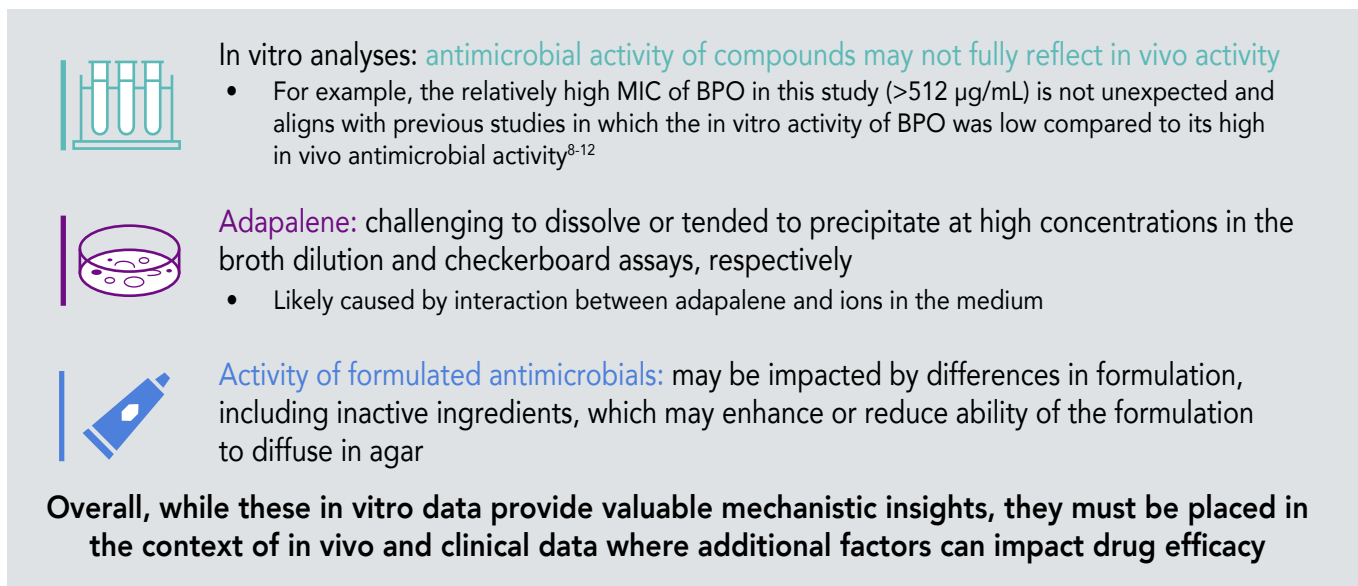 In vitro analyses: antimicrobial activity of compounds may not fully reflect in vivo activity
• For example, the relatively high MIC of BPO in this study (>512 µg/mL) is not unexpected and
aligns with previous studies in which the in vitro activity of BPO was low compared to its high
in vivo antimicrobial activity8-12
Adapalene: challenging to dissolve or tended to precipitate at high concentrations in the
broth dilution and checkerboard assays, respectively
• Likely caused by interaction between adapalene and ions in the medium
Activity of formulated antimicrobials: may be impacted by differences in formulation,
including inactive ingredients, which may enhance or reduce ability of the formulation
to diffuse in agar
Overall, while these in vitro data provide valuable mechanistic insights, they must be placed in
the context of in vivo and clinical data where additional factors can impact drug efficacy